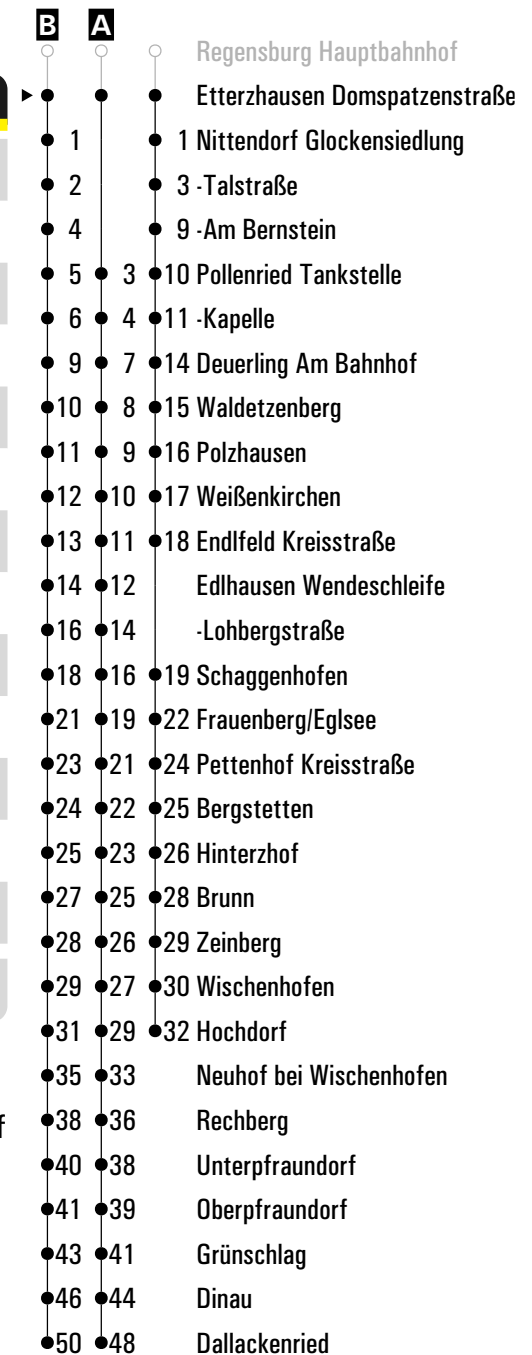 B A
Regensburg Hauptbahnhof
Etterzhausen Domspatzenstraße
1 1 Nittendorf Glockensiedlung
2 3 -Talstraße
4 9 -Am Bernstein
5 3 10 Pollenried Tankstelle
6 4 11 -Kapelle
9 7 14 Deuerling Am Bahnhof
10 8 15 Waldetzenberg
11 9 16 Polzhausen
12 10 17 Weißenkirchen
13 11 18 Endlfeld Kreisstraße
14 12 Edlhausen Wendeschleife
16 14 -Lohbergstraße
18 16 19 Schaggenhofen
21 19 22 Frauenberg/Eglsee
23 21 24 Pettenhof Kreisstraße
24 22 25 Bergstetten
25 23 26 Hinterzhof
27 25 28 Brunn
28 26 29 Zeinberg
29 27 30 Wischenhofen
31 29 32 Hochdorf
35 33 Neuhof bei Wischenhofen
f 38 36 Rechberg
40 38 Unterpfraundorf
41 39 Oberpfraundorf
43 41 Grünschlag
46 44 Dinau
50 48 Dallackenried